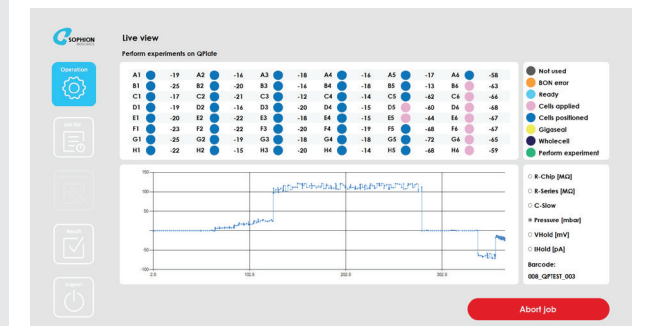 SOPHION
BIOSCIENCE
Live view
Perform experiments on QPlate
Operation
Job list
Result
Support
A1 -19 A2 -16 A3 -18 A4 -16 A5 -17 A6 -58
B1 -25 B2 -20 B3 -16 B4 -18 B5 -13 B6 -63
C1 -17 C2 -21 C3 -12 C4 -14 C5 -62 C6 -66
D1 -19 D2 -16 D3 -20 D4 -15 D5 -60 D6 -68
E1 -20 E2 -22 E3 -18 E4 -15 E5 -64 E6 -67
F1 -23 F2 -22 F3 -20 F4 -19 F5 -68 F6 -67
G1 -25 G2 -19 G3 -18 G4 -18 G5 -72 G6 -65
H1 -22 H2 -15 H3 -20 H4 -14 H5 -68 H6 -59
Not used
BON error
Ready
Cells applied
Cells positioned
Gigaseal
Wholecell
Perform experiment
150
100
50
-50
-100
2.0
102.5
202.5
302.5
R-Chip [MΩ]
R-Series [MΩ]
C-Slow
Pressure [mbar]
VHold [mV]
IHold [pA]
Barcode:
008_QPTEST_003
Abort job